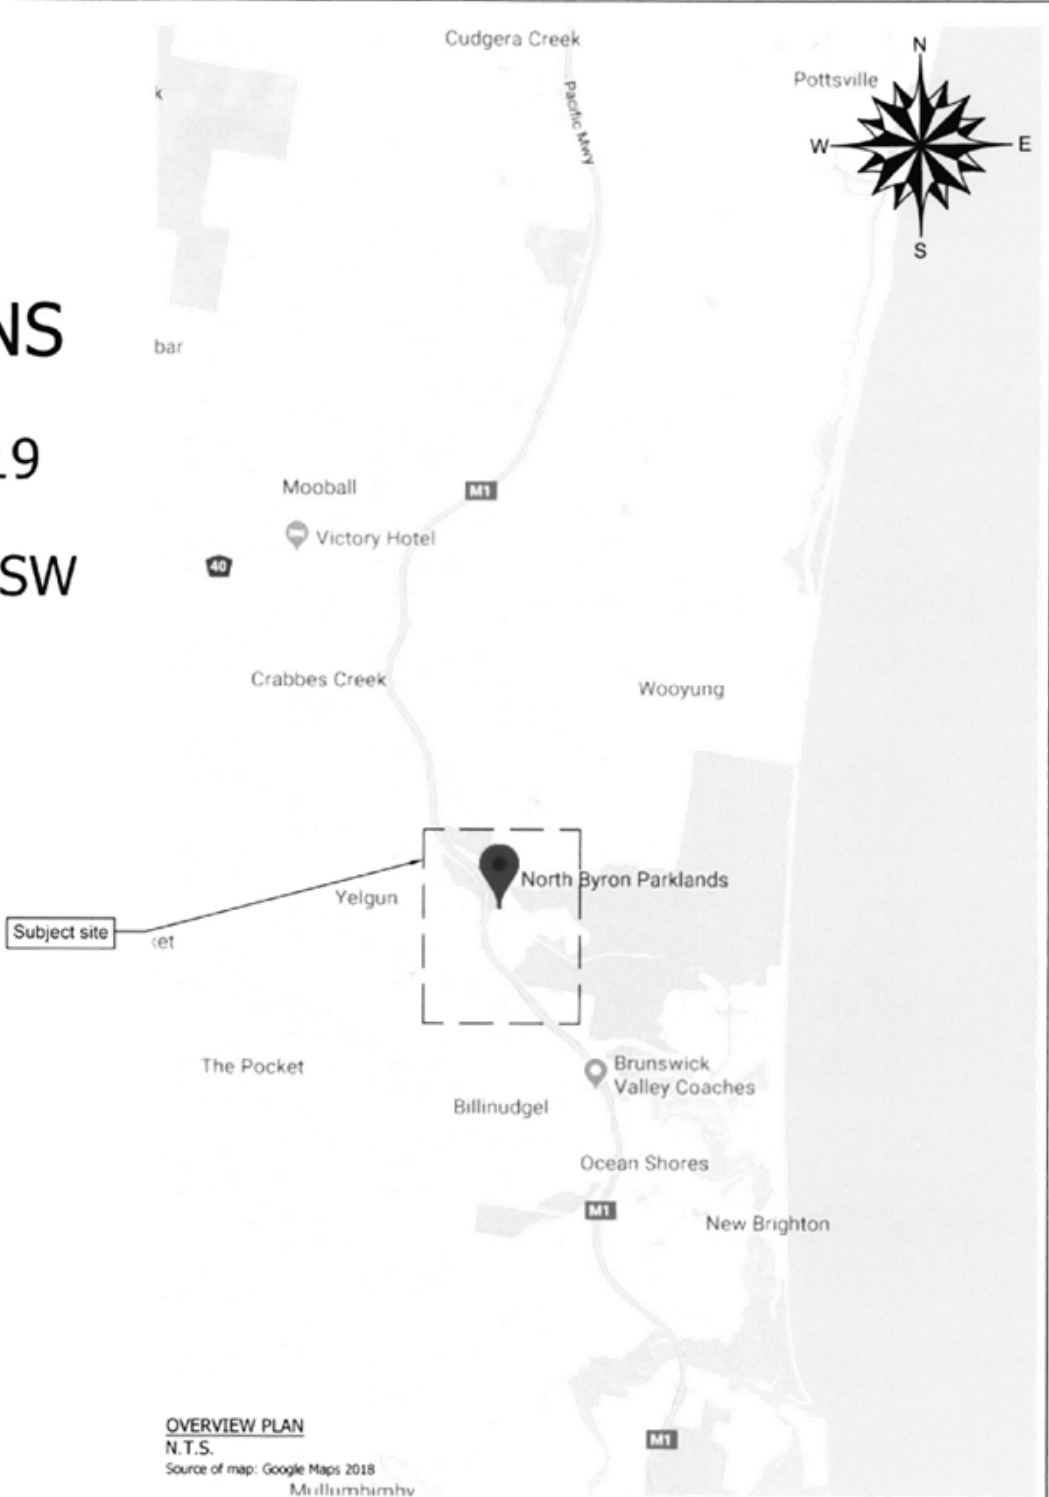 Cudgera Creek
N
Pottsville
k
Pacific Mwy
W
E
S
NS
bar
19
Mooball
M1
Victory Hotel
40
SW
Crabbes Creek
Wooyung
North Byron Parklands
Yelgun
Subject site
ket
The Pocket
Brunswick
Valley Coaches
Billinudgel
Ocean Shores
M1
New Brighton
OVERVIEW PLAN
N.T.S.
M1
Source of map: Google Maps 2018
Mullumbimby